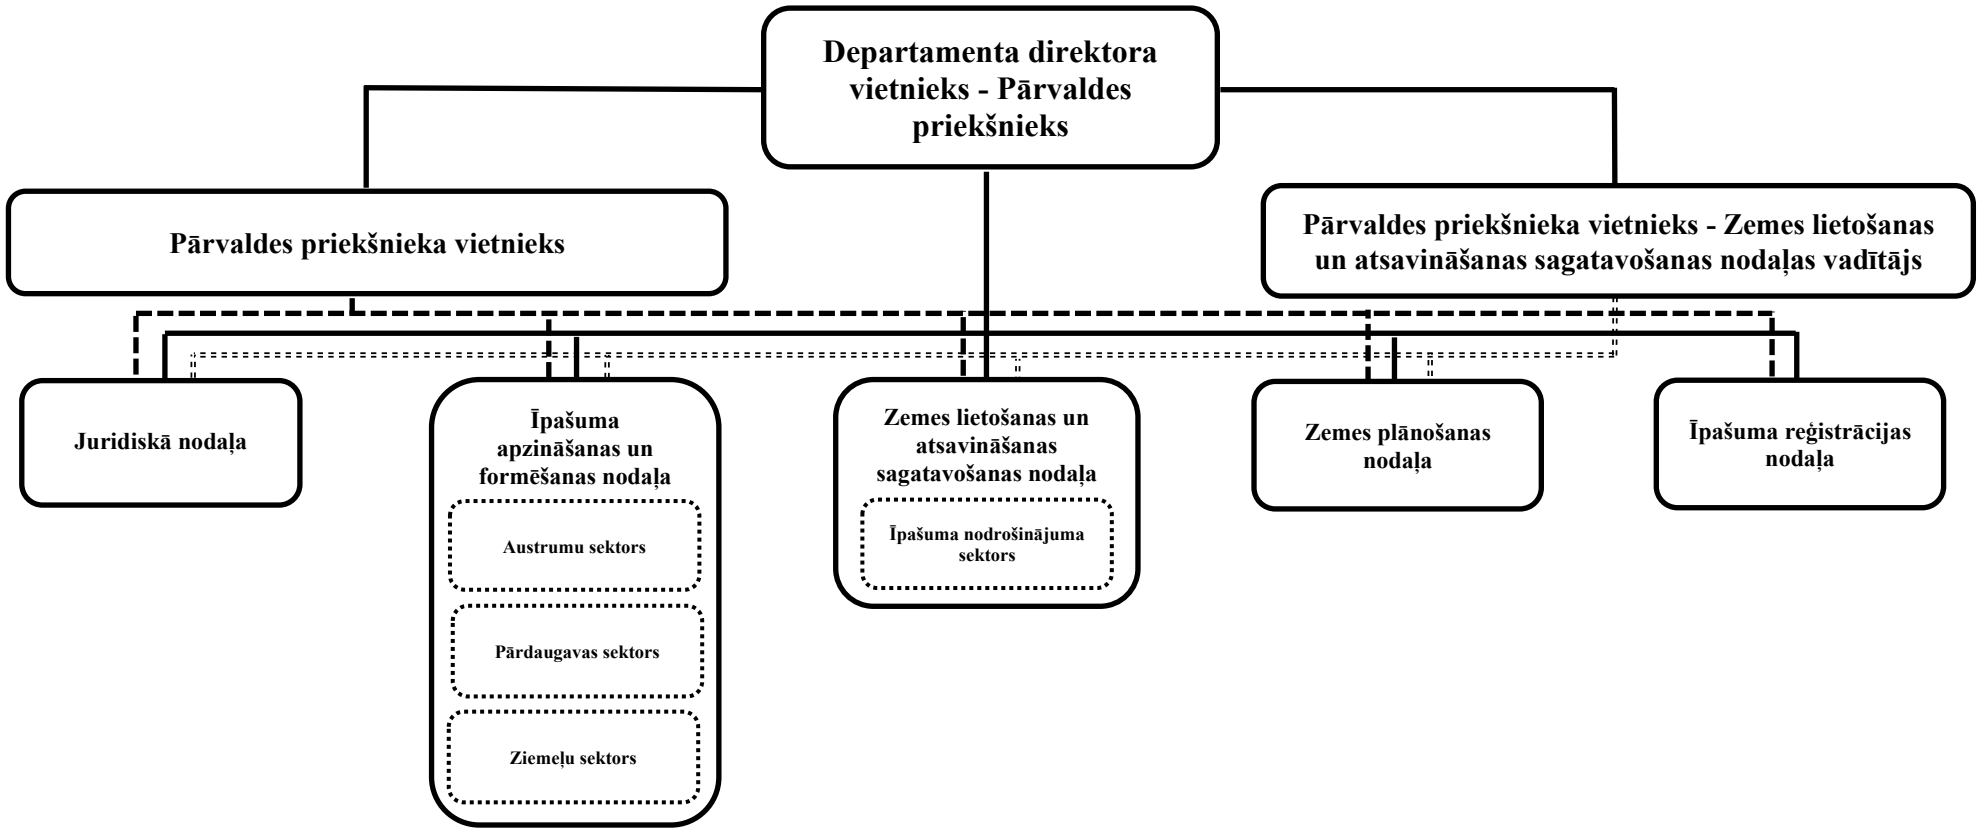 Departamenta direktora
vietnieks - Pārvaldes
priekšnieks
Pārvaldes priekšnieka vietnieks
Pārvaldes priekšnieka vietnieks - Zemes lietošanas
un atsavināšanas sagatavošanas nodaļas vadītājs
Juridiskā nodaļa
Īpašuma
apzināšanas un
formēšanas nodaļa
Austrumu sektors
Pārdaugavas sektors
Ziemeļu sektors
Zemes lietošanas un
atsavināšanas
sagatavošanas nodaļa
Īpašuma nodrošinājuma
sektors
Zemes plānošanas
nodaļa
Īpašuma reģistrācijas
nodaļa